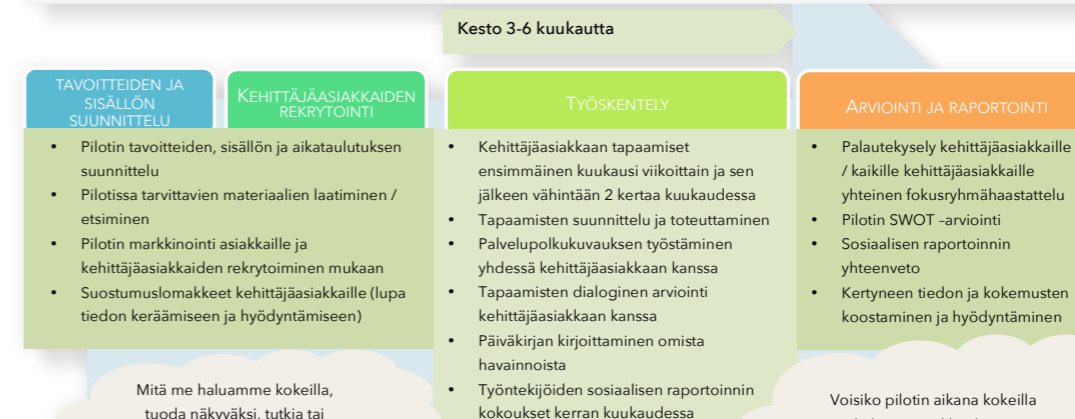 Kesto 3-6 kuukautta
TAVOITTEIDEN JA
SISÄLLÖN
SUUNNITTELU
KEHITTÄJÄASIAKKAIDEN
REKRYTOINTI
TYÖSKENTELY
ARVIOINTI JA RAPORTOINTI
• Pilotin tavoitteiden, sisällön ja aikataulutuksen
suunnittelu
• Pilotissa tarvittavien materiaalien laatiminen /
etsiminen
• Pilotin markkinointi asiakkaille ja
kehittäjäasiakkaiden rekrytoiminen mukaan
• Suostumuslomakkeet kehittäjäasiakkaille (lupa
tiedon keräämiseen ja hyödyntämiseen)
• Kehittäjäasiakkaan tapaamiset
ensimmäinen kuukausi viikoittain ja sen
jälkeen vähintään 2 kertaa kuukaudessa
• Tapaamisten suunnittelu ja toteuttaminen
• Palvelupolkukuvauksen työstäminen
yhdessä kehittäjäasiakkaan kanssa
• Tapaamisten dialoginen arviointi
kehittäjäasiakkaan kanssa
• Päiväkirjan kirjoittaminen omista
havainnoista
• Työntekijöiden sosiaalisen raportoinnin
kokoukset kerran kuukaudessa
• Palautekysely kehittäjäasiakkaille
/ kaikille kehittäjäasiakkaille
yhteinen fokusryhmähaastattelu
• Pilotin SWOT –arviointi
• Sosiaalisen raportoinnin
yhteenveto
• Kertyneen tiedon ja kokemusten
koostaminen ja hyödyntäminen
Mitä me haluamme kokeilla,
tuoda näkyväksi, tutkia tai
Voisiko pilotin aikana kokeilla